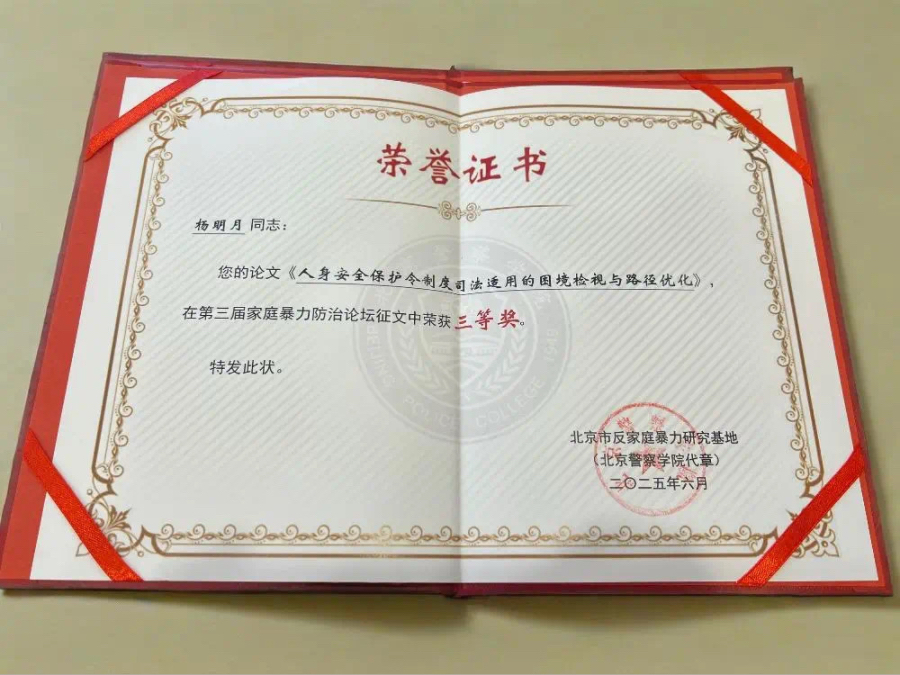 荣誉证书
杨明月 同志：
您的论文《人身安全保护令制度司法适用的困境检视与路径优化》，
在第三届家庭暴力防治论坛征文中荣获三等奖。
特发此状。
POLICE COLLEGE
北京市反家庭暴力研究基地
（北京警察学院代章）
二〇二五年六月